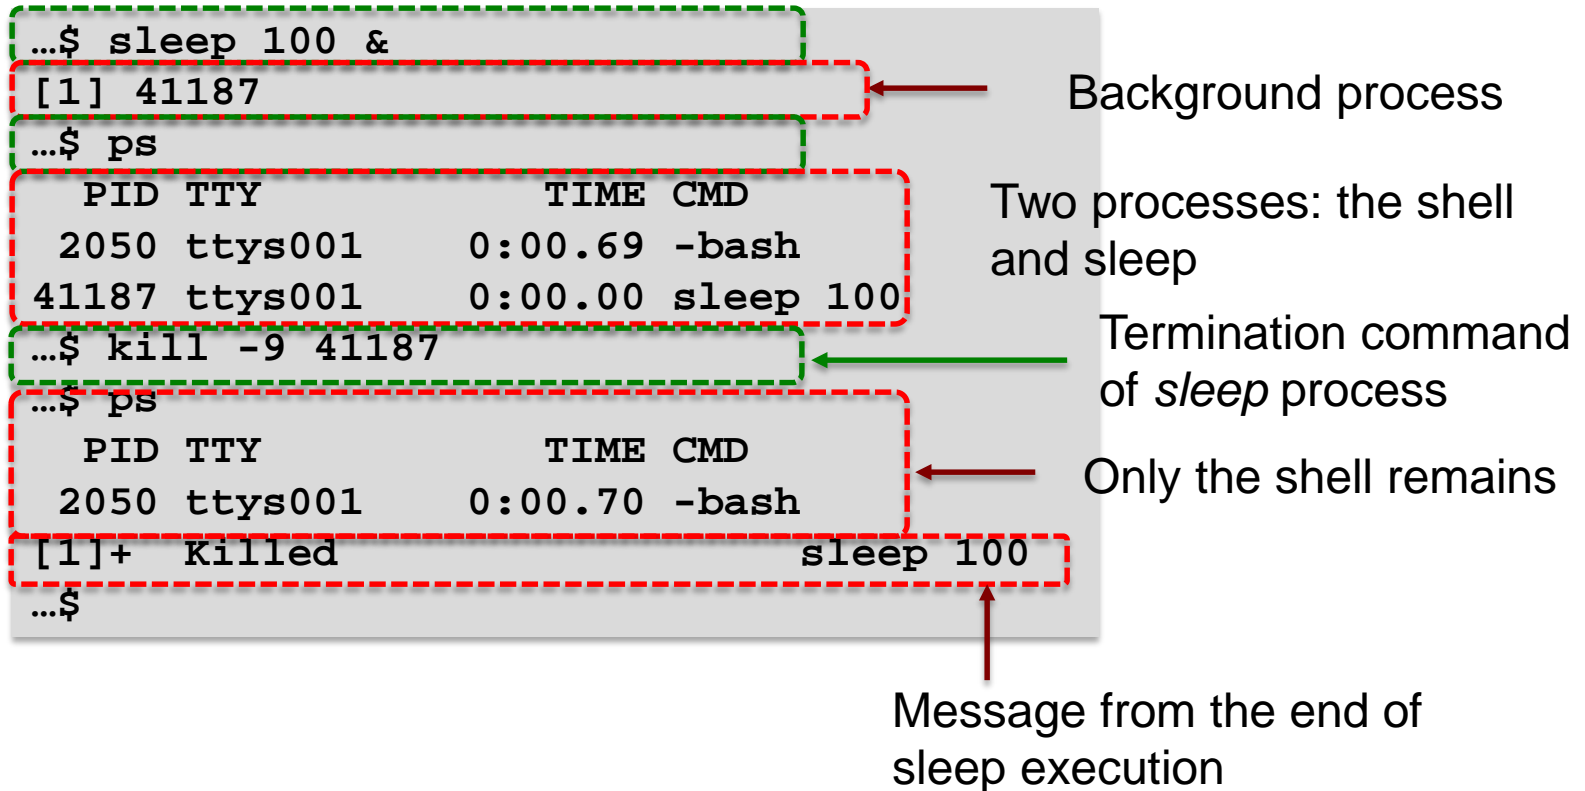 …$ sleep 100 &
[1] 41187
Background process
…$ ps
PID TTY TIME CMD
2050 ttys001 0:00.69 -bash
41187 ttys001 0:00.00 sleep 100
Two processes: the shell
and sleep
…$ kill -9 41187
Termination command
of sleep process
…$ ps
PID TTY TIME CMD
2050 ttys001 0:00.70 -bash
Only the shell remains
[1]+ Killed sleep 100
…$
Message from the end of
sleep execution